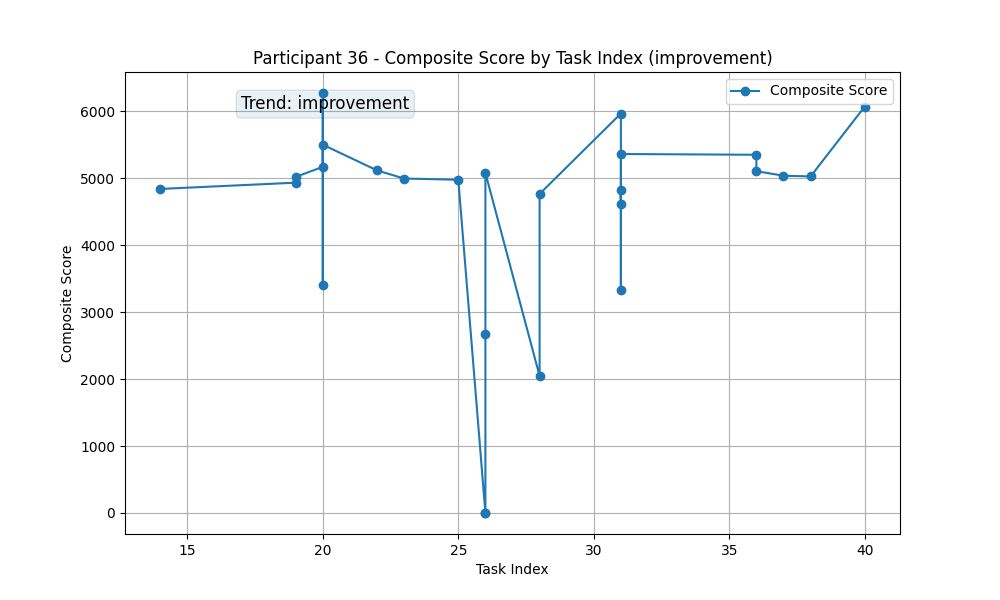 Participant 36 - Composite Score by Task Index (improvement)
Trend: improvement
Composite Score
6000
5000
4000
3000
2000
1000
0
Composite Score
15 20 25 30 35 40
Task Index